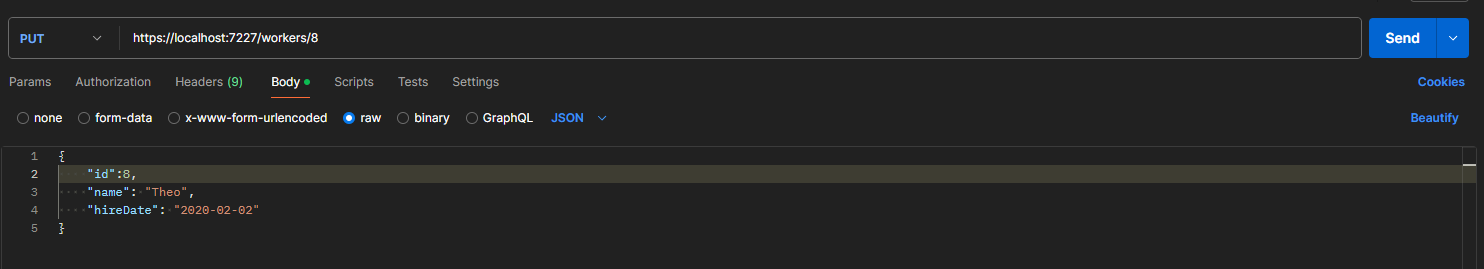 PUT https://localhost:7227/workers/8 Send
Params Authorization Headers (9) Body Scripts Tests Settings Cookies
none form-data x-www-form-urlencoded raw binary GraphQL JSON Beautify
1 {
2 "id":8,
3 "name": "Theo",
4 "hireDate": "2020-02-02"
5 }